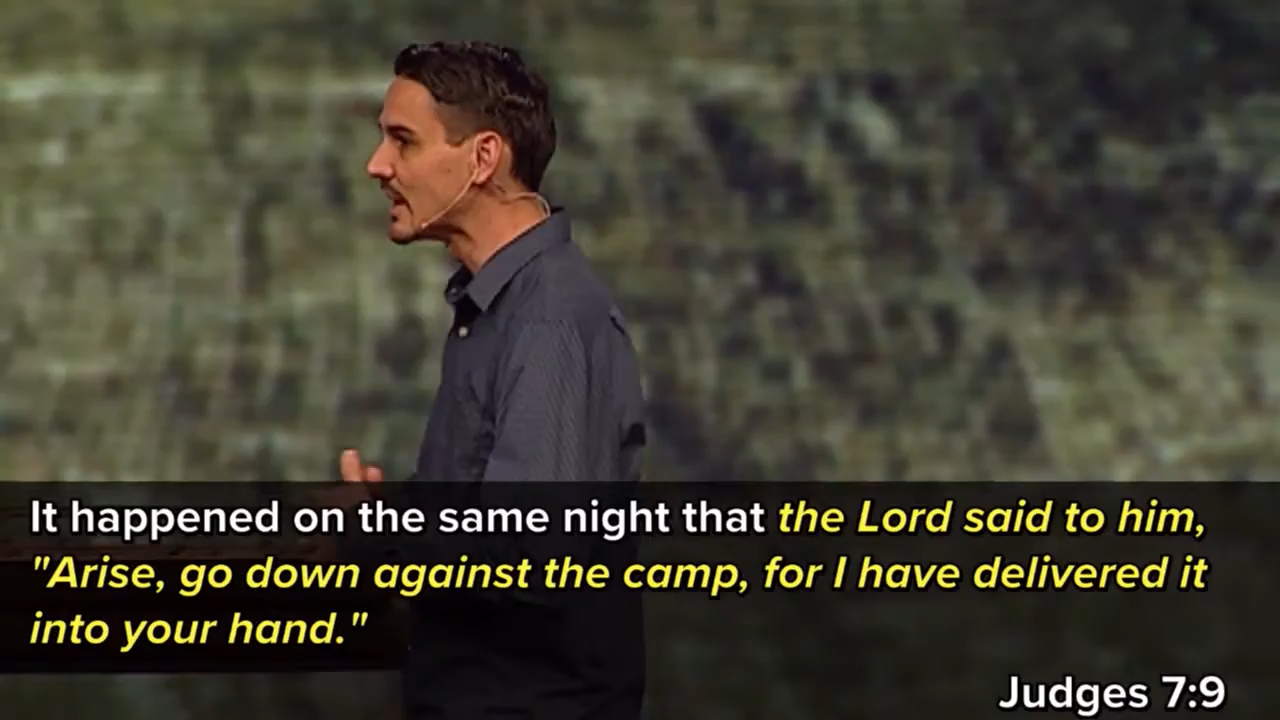 It happened on the same night that the Lord said to him,
"Arise, go down against the camp, for I have delivered it
into your hand."
Judges 7:9